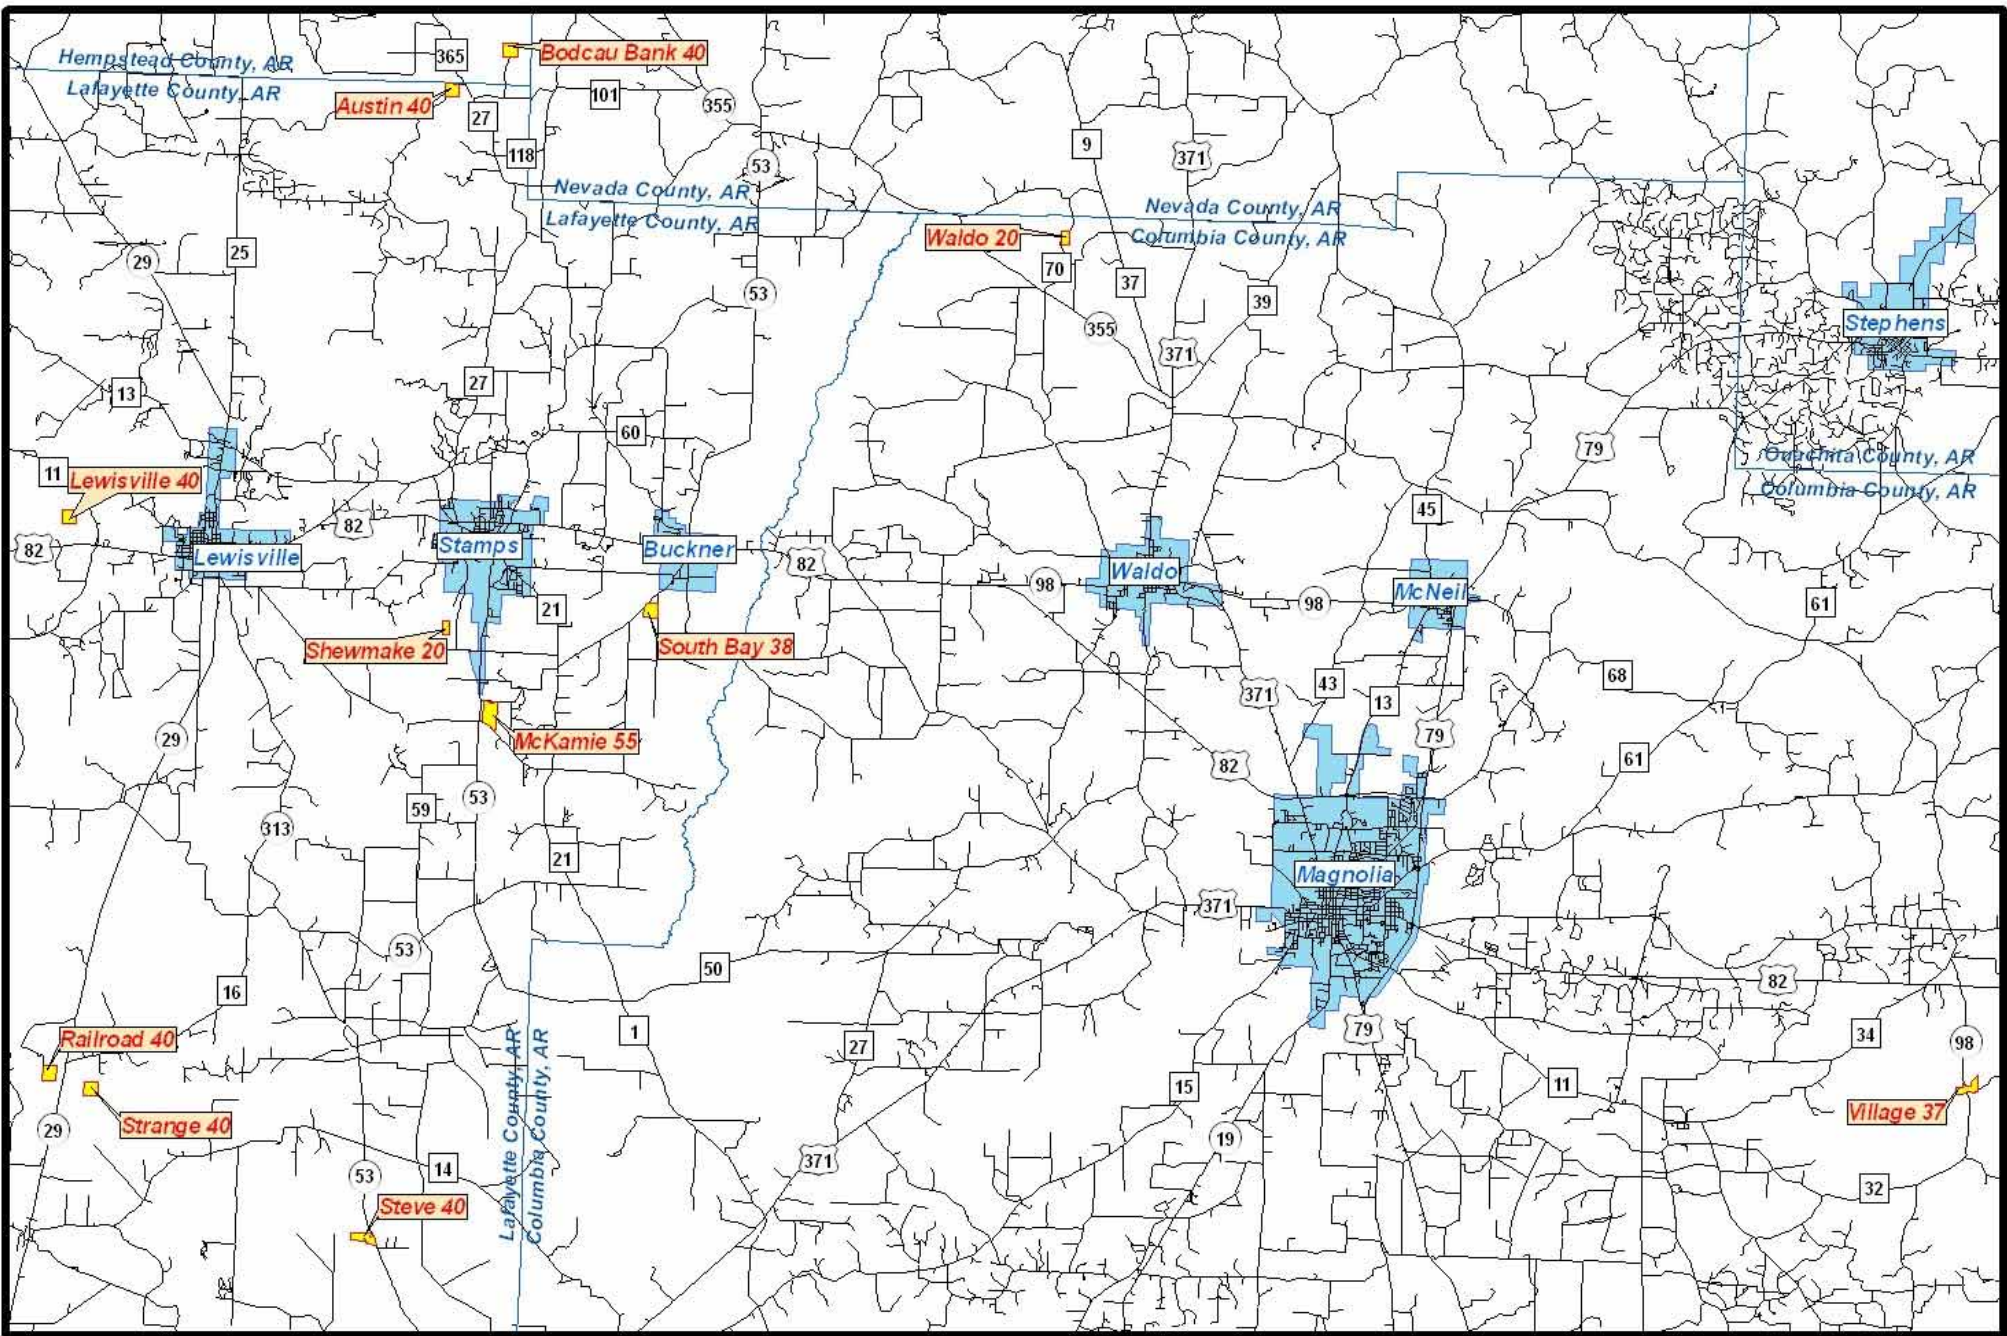 Hempstead County, AR
Lafayette County, AR
365
Bodcau Bank 40
Austin 40
27
101
355
118
53
9
371
Nevada County, AR
Lafayette County, AR
Nevada County, AR
Columbia County, AR
Waldo 20
29
25
70
37
39
53
355
371
Stephens
13
27
60
79
Ouachita County, AR
Columbia County, AR
11
Lewisville 40
82
82
Lewisville
Stamps
Buckner
82
45
98
Waldo
98
McNeil
61
21
Shewmake 20
South Bay 38
371
43
13
68
29
McKamie 55
79
82
61
59
53
313
21
Magnolia
371
53
50
82
16
1
27
79
34
98
Railroad 40
Strange 40
29
Lafayette County, AR
Columbia County, AR
15
11
Village 37
19
371
53
14
32
Steve 40